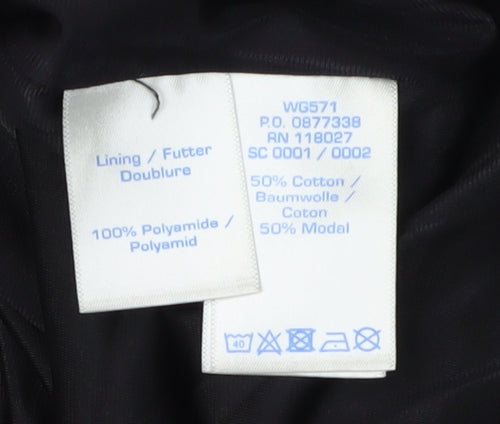 Lining / Futter
Doublure
100% Polyamide /
Polyamid
WG571
P.O. 0877338
RN 118027
SC 0001 / 0002
50% Cotton /
Baumwolle /
Coton
50% Modal
40